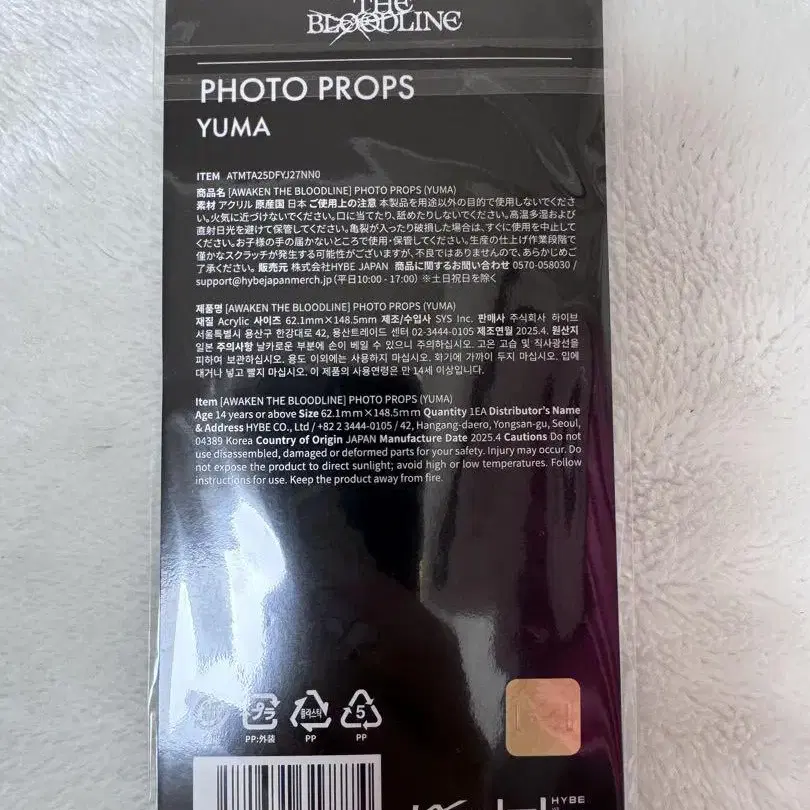 THE
BLOODLINE
PHOTO PROPS
YUMA
ITEM ATMTA25DFYJ27NN0
商品名 [AWAKEN THE BLOODLINE] PHOTO PROPS (YUMA)
素材 アクリル 原産国 日本 ご使用上の注意 本製品を用途以外の目的で使用しないでくださ
い。火気に近づけないでください。口に当てたり、舐めたりしないでください。高温多湿および
直射日光を避けて保管してください。亀裂が入ったり破損した場合は、すぐに使用を中止して
ください。お子様の手の届かないところで使用・保管してください。生産の仕上げ作業段階で
僅かなスクラッチが発生する可能性がございますが、不良ではありませんので、あらかじめご
了承ください。 販売元 株式会社HYBE JAPAN 商品に関するお問い合わせ 0570-058030 /
support@hybejapanmerch.jp (平日10:00 - 17:00) ※土日祝日を除く
제품명 [AWAKEN THE BLOODLINE] PHOTO PROPS (YUMA)
재질 Acrylic 사이즈 62.1mm×148.5mm 제조/수입사 SYS Inc. 판매사 주식회사 하이브
서울특별시 용산구 한강대로 42, 용산트레이드 센터 02-3444-0105 제조연월 2025.4. 원산지
일본 주의사항 날카로운 부분에 손이 베일 수 있으니 주의하십시오. 고온 고습 및 직사광선을
피하여 보관하십시오. 용도 이외에는 사용하지 마십시오. 화기에 가까이 두지 마십시오. 입에
대거나 넣고 빨지 마십시오. 이 제품의 사용연령은 만 14세 이상입니다.
Item [AWAKEN THE BLOODLINE] PHOTO PROPS (YUMA)
Age 14 years or above Size 62.1mm×148.5mm Quantity 1EA Distributor's Name
& Address HYBE CO., Ltd / +82 2 3444-0105 / 42, Hangang-daero, Yongsan-gu, Seoul,
04389 Korea Country of Origin JAPAN Manufacture Date 2025.4 Cautions Do not
use disassembled, damaged or deformed parts for your safety. Injury may occur. Do
not expose the product to direct sunlight; avoid high or low temperatures. Follow
instructions for use. Keep the product away from fire.
プラ 플라스틱 5
PP:外装 PP PP
HYBE